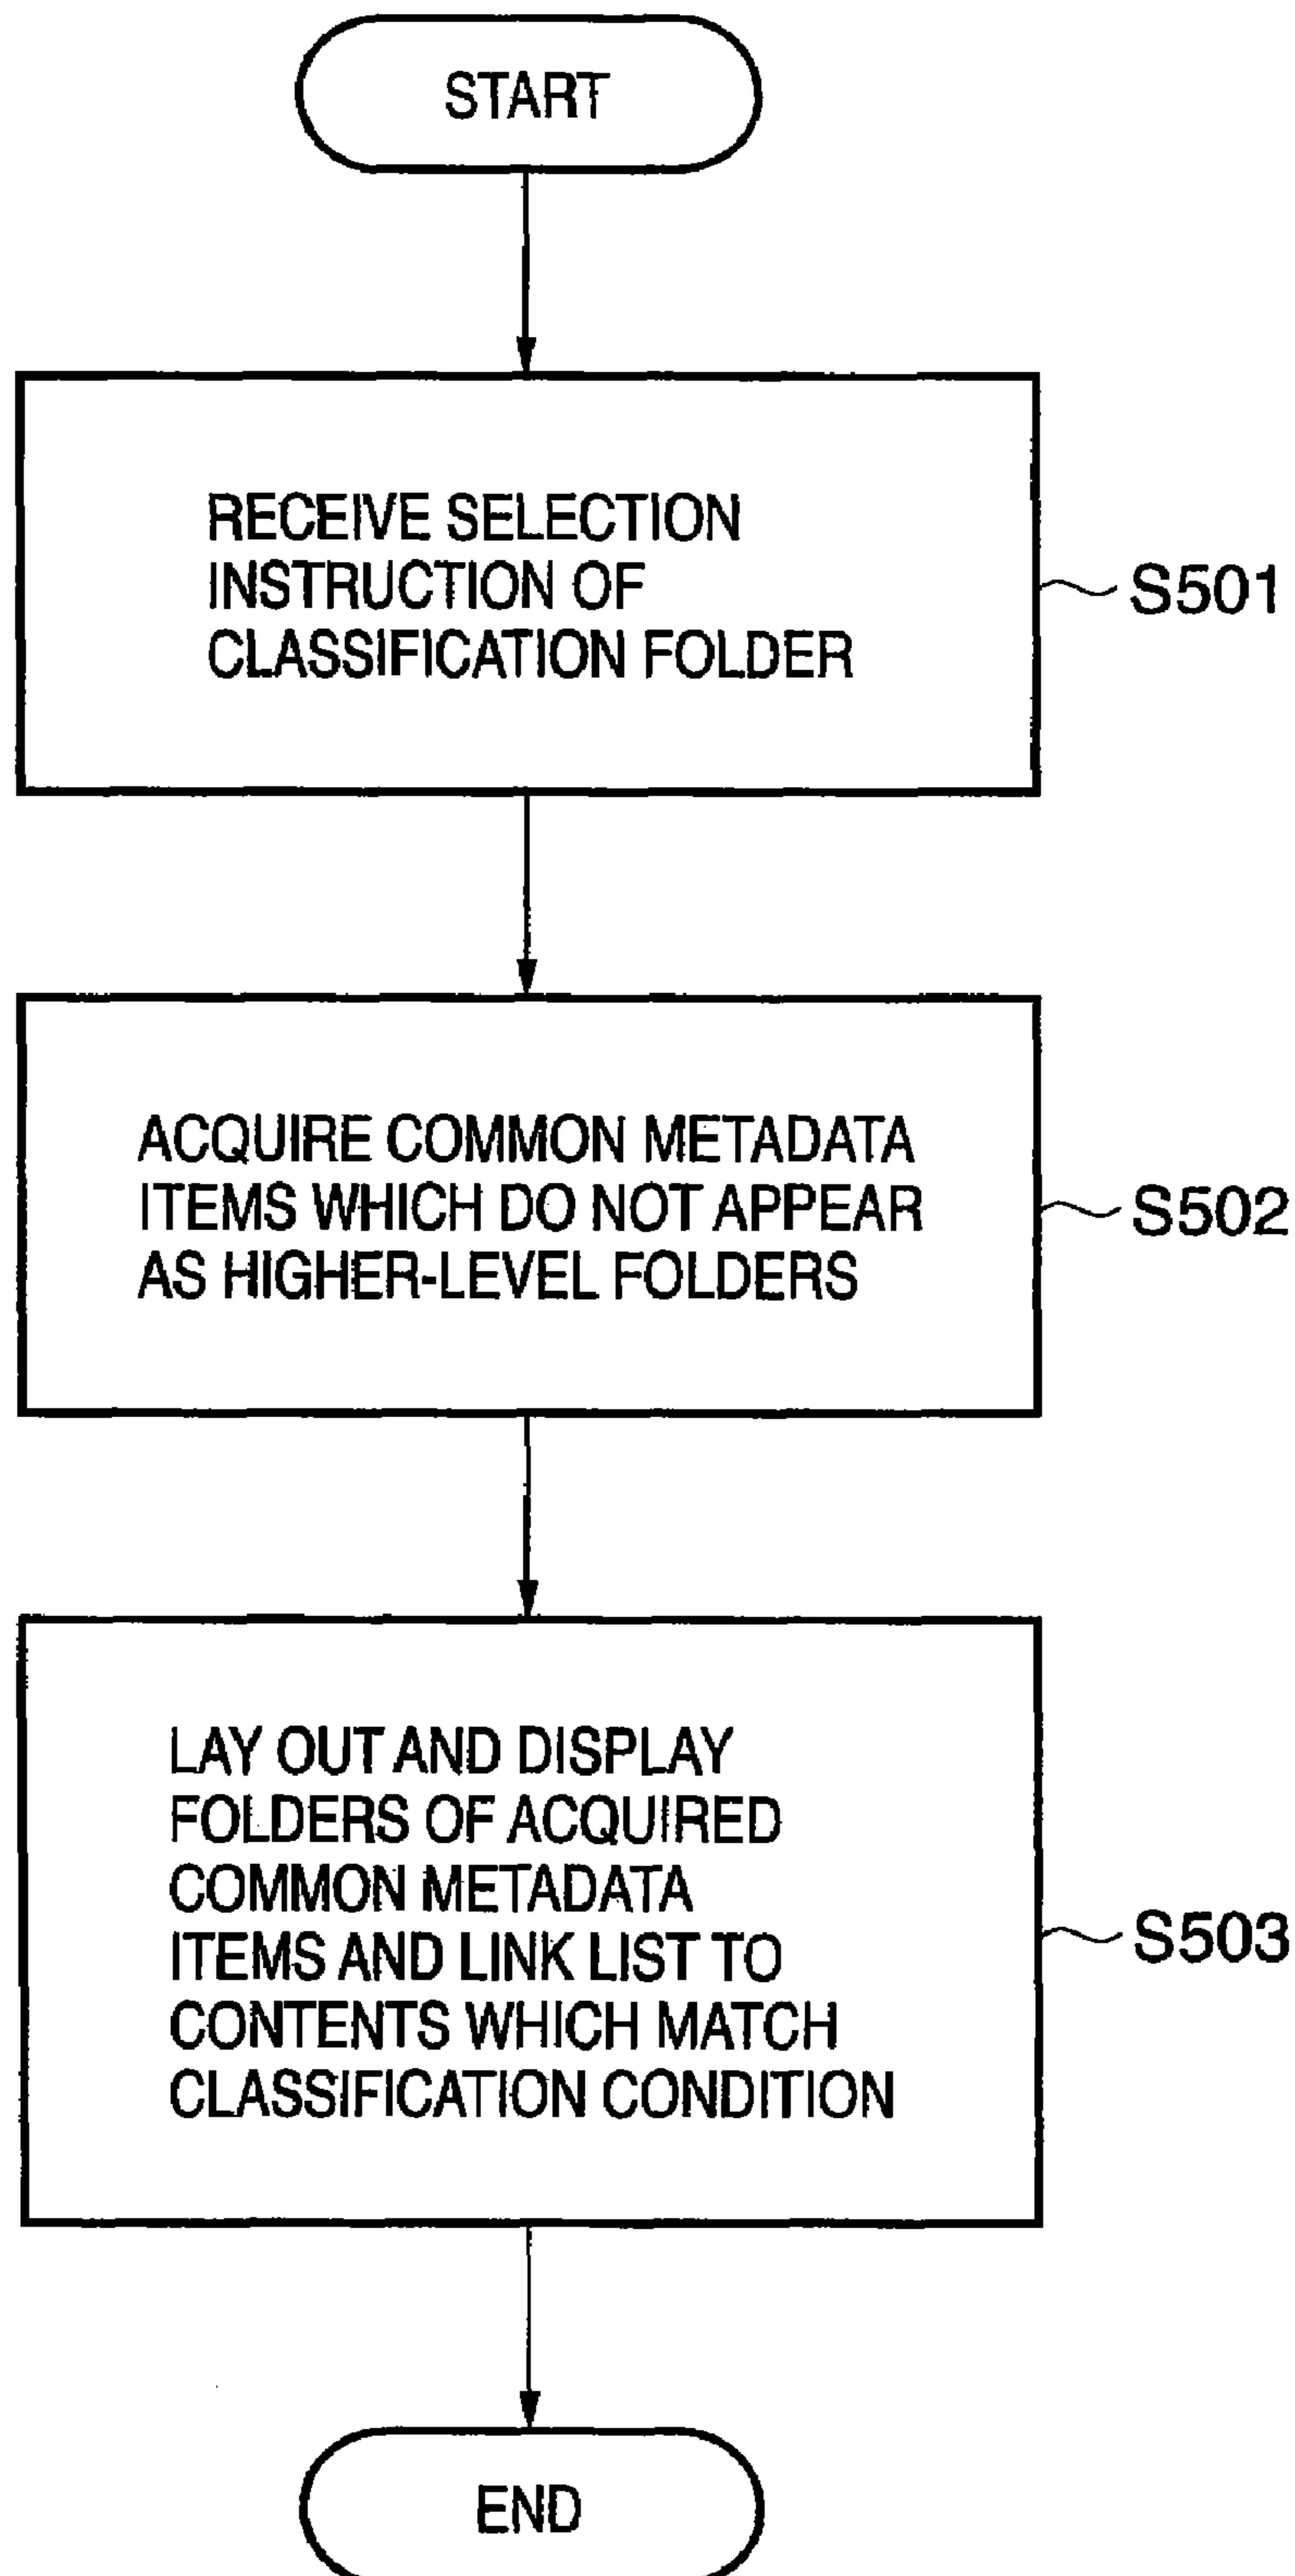 START
RECEIVE SELECTION
INSTRUCTION OF
CLASSIFICATION FOLDER
S501
ACQUIRE COMMON METADATA
ITEMS WHICH DO NOT APPEAR
AS HIGHER-LEVEL FOLDERS
S502
LAY OUT AND DISPLAY
FOLDERS OF ACQUIRED
COMMON METADATA
ITEMS AND LINK LIST TO
CONTENTS WHICH MATCH
CLASSIFICATION CONDITION
S503
END